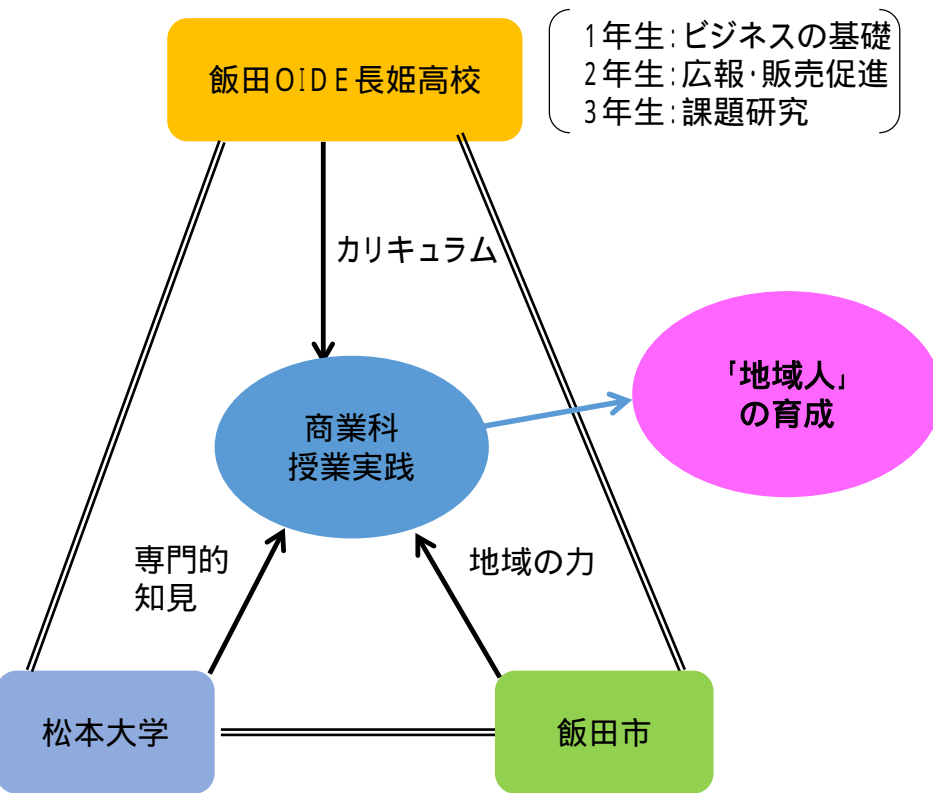 飯田OIDE長姫高校
1年生:ビジネスの基礎
2年生:広報・販売促進
3年生:課題研究
カリキュラム
「地域人」
の育成
商業科
授業実践
専門的
知見
地域の力
松本大学
飯田市